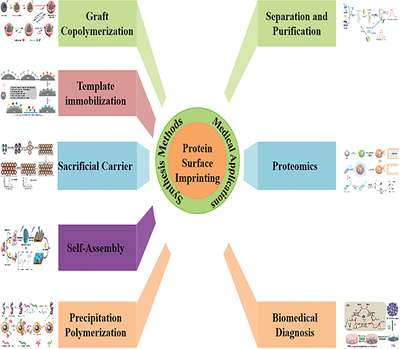 Graft
Copolymerization
Template
immobilization
Sacrificial Carrier
Self-Assembly
Precipitation
Polymerization
Synthesis Methods
Medical Applications
Protein
Surface
Imprinting
Separation and
Purification
Proteomics
Biomedical
Diagnosis